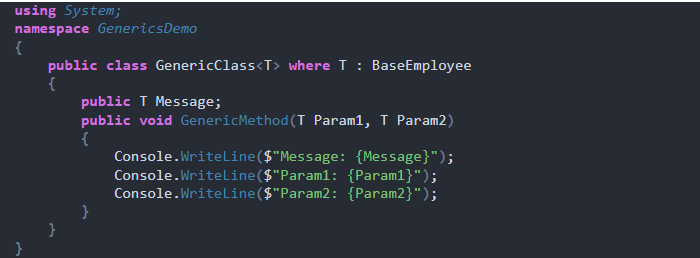 using System;
namespace GenericsDemo
{
    public class GenericClass<T> where T : BaseEmployee
    {
        public T Message;
        public void GenericMethod(T Param1, T Param2)
        {
            Console.WriteLine($"Message: {Message}");
            Console.WriteLine($"Param1: {Param1}");
            Console.WriteLine($"Param2: {Param2}");
        }
    }
}